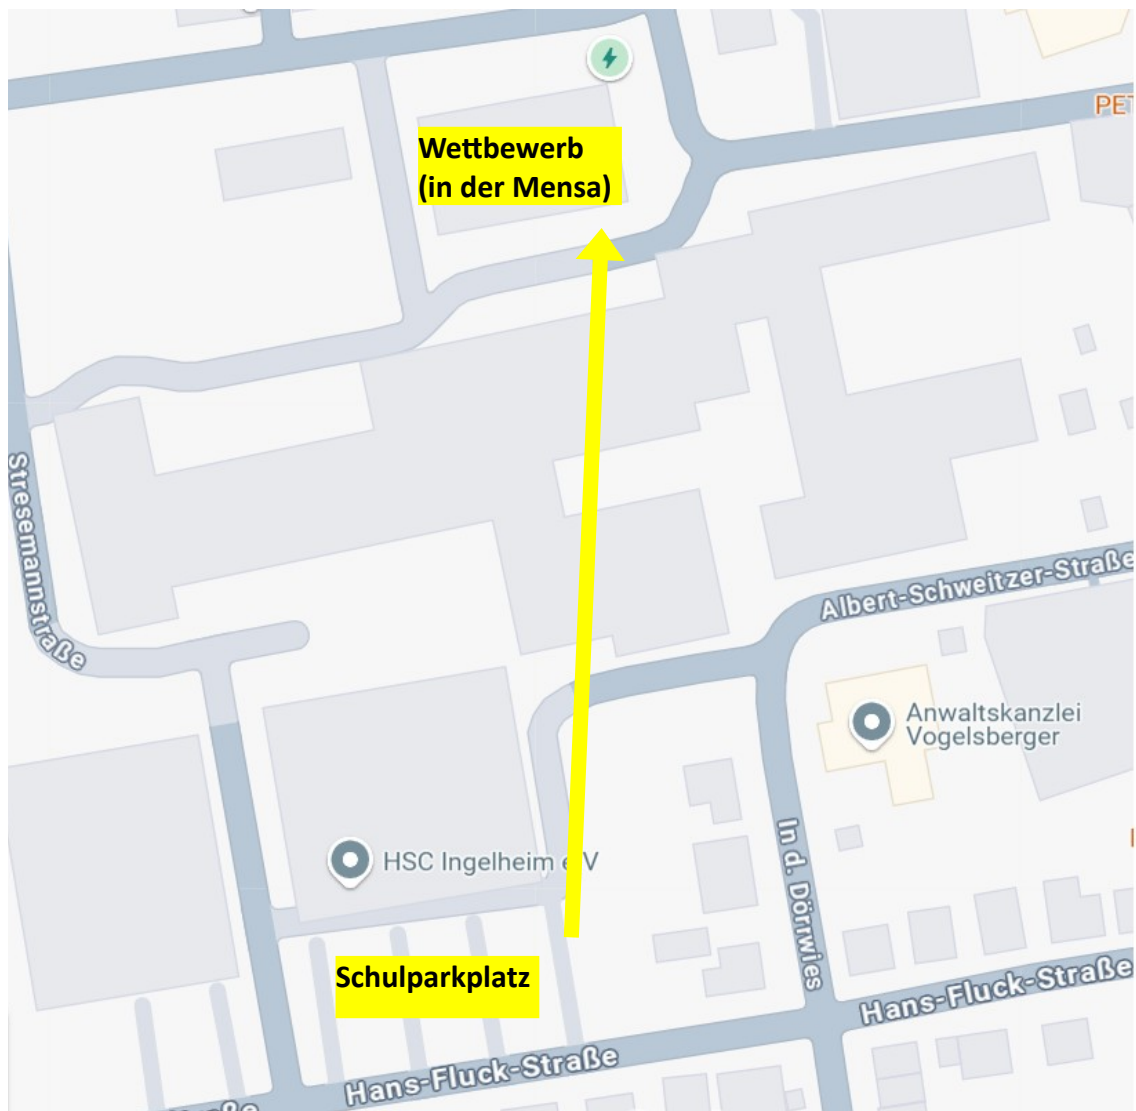 PET
Wettbewerb
(in der Mensa)
Stresemannstraße
Albert-Schweitzer-Straße
Anwaltskanzlei
Vogelsberger
In d. Dörrwies
HSC Ingelheim e.V
Schulparkplatz
Hans-Fluck-Straße
Hans-Fluck-Straße